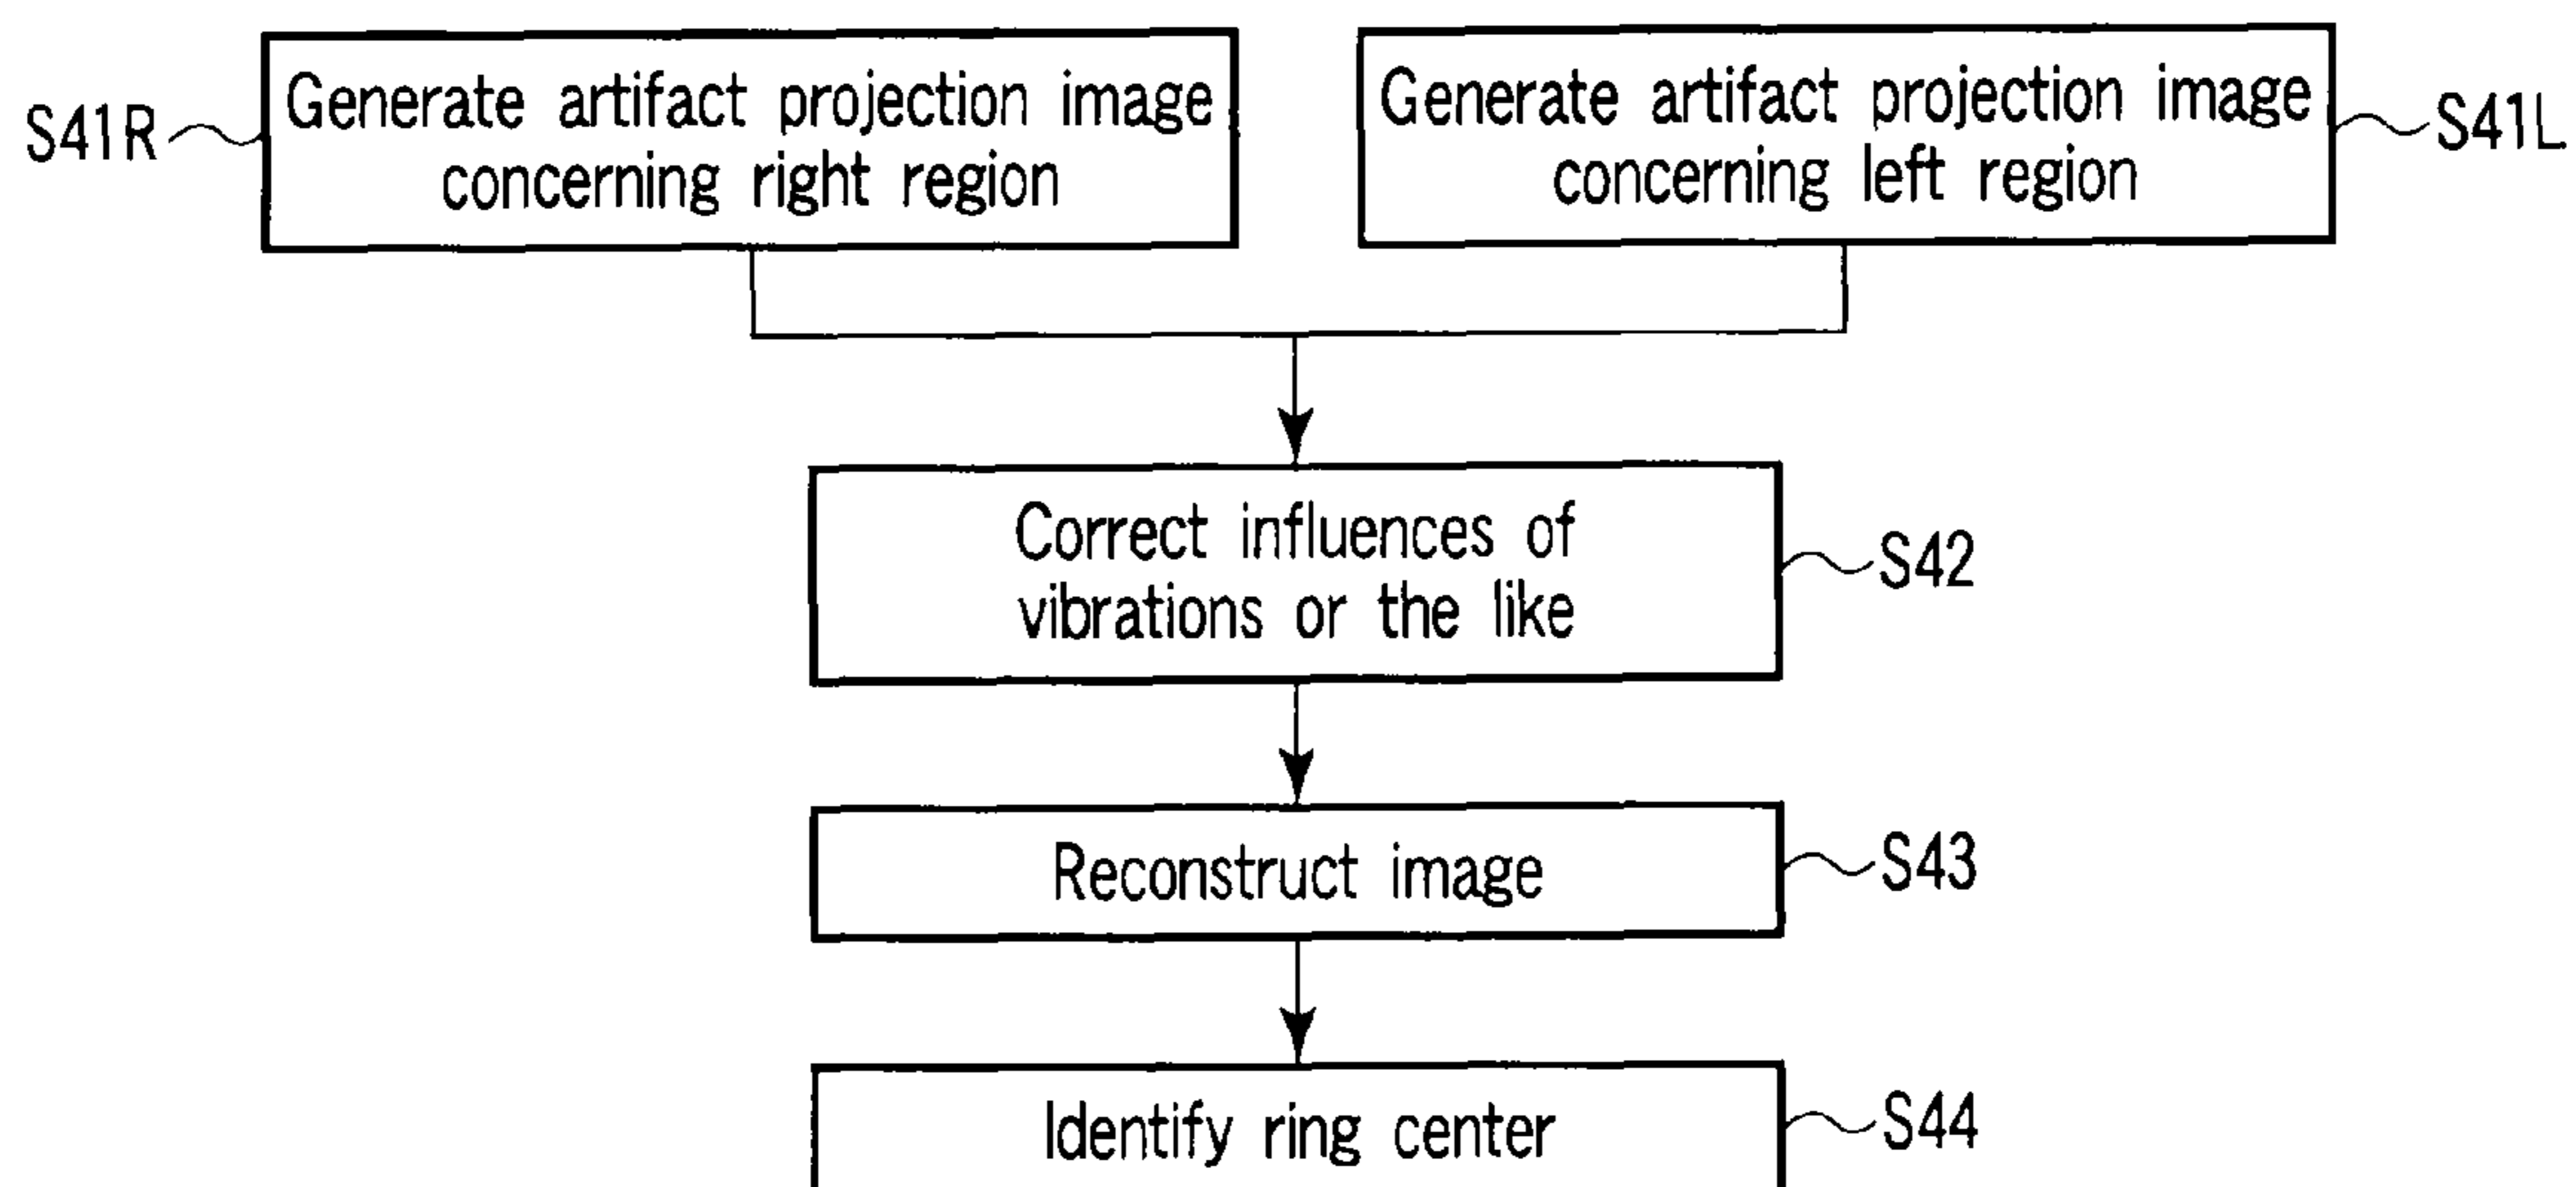 S41R
Generate artifact projection image
concerning right region
Generate artifact projection image
concerning left region
S41L
Correct influences of
vibrations or the like
S42
Reconstruct image
S43
Identify ring center
S44